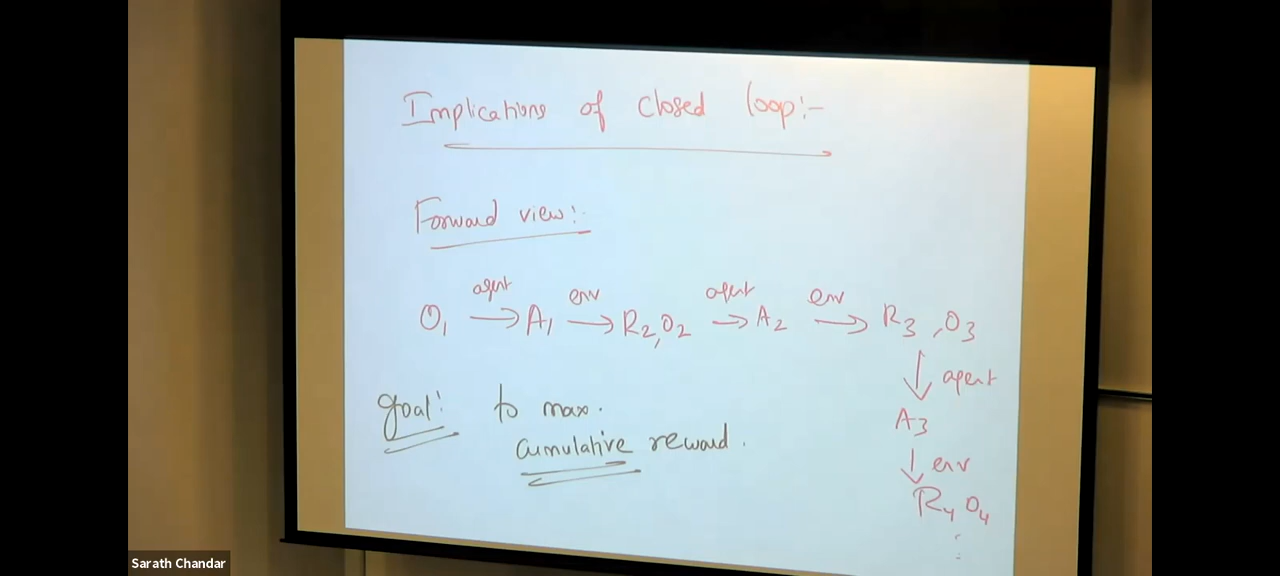 Implications of closed loop:-
Forward view:-
O1 agent→ A1 env→ R2, O2 agent→ A2 env→ R3, O3
↓ agent
A3
↓ env
R4 O4
⋮
goal: to max.
cumulative reward.
Sarath Chandar